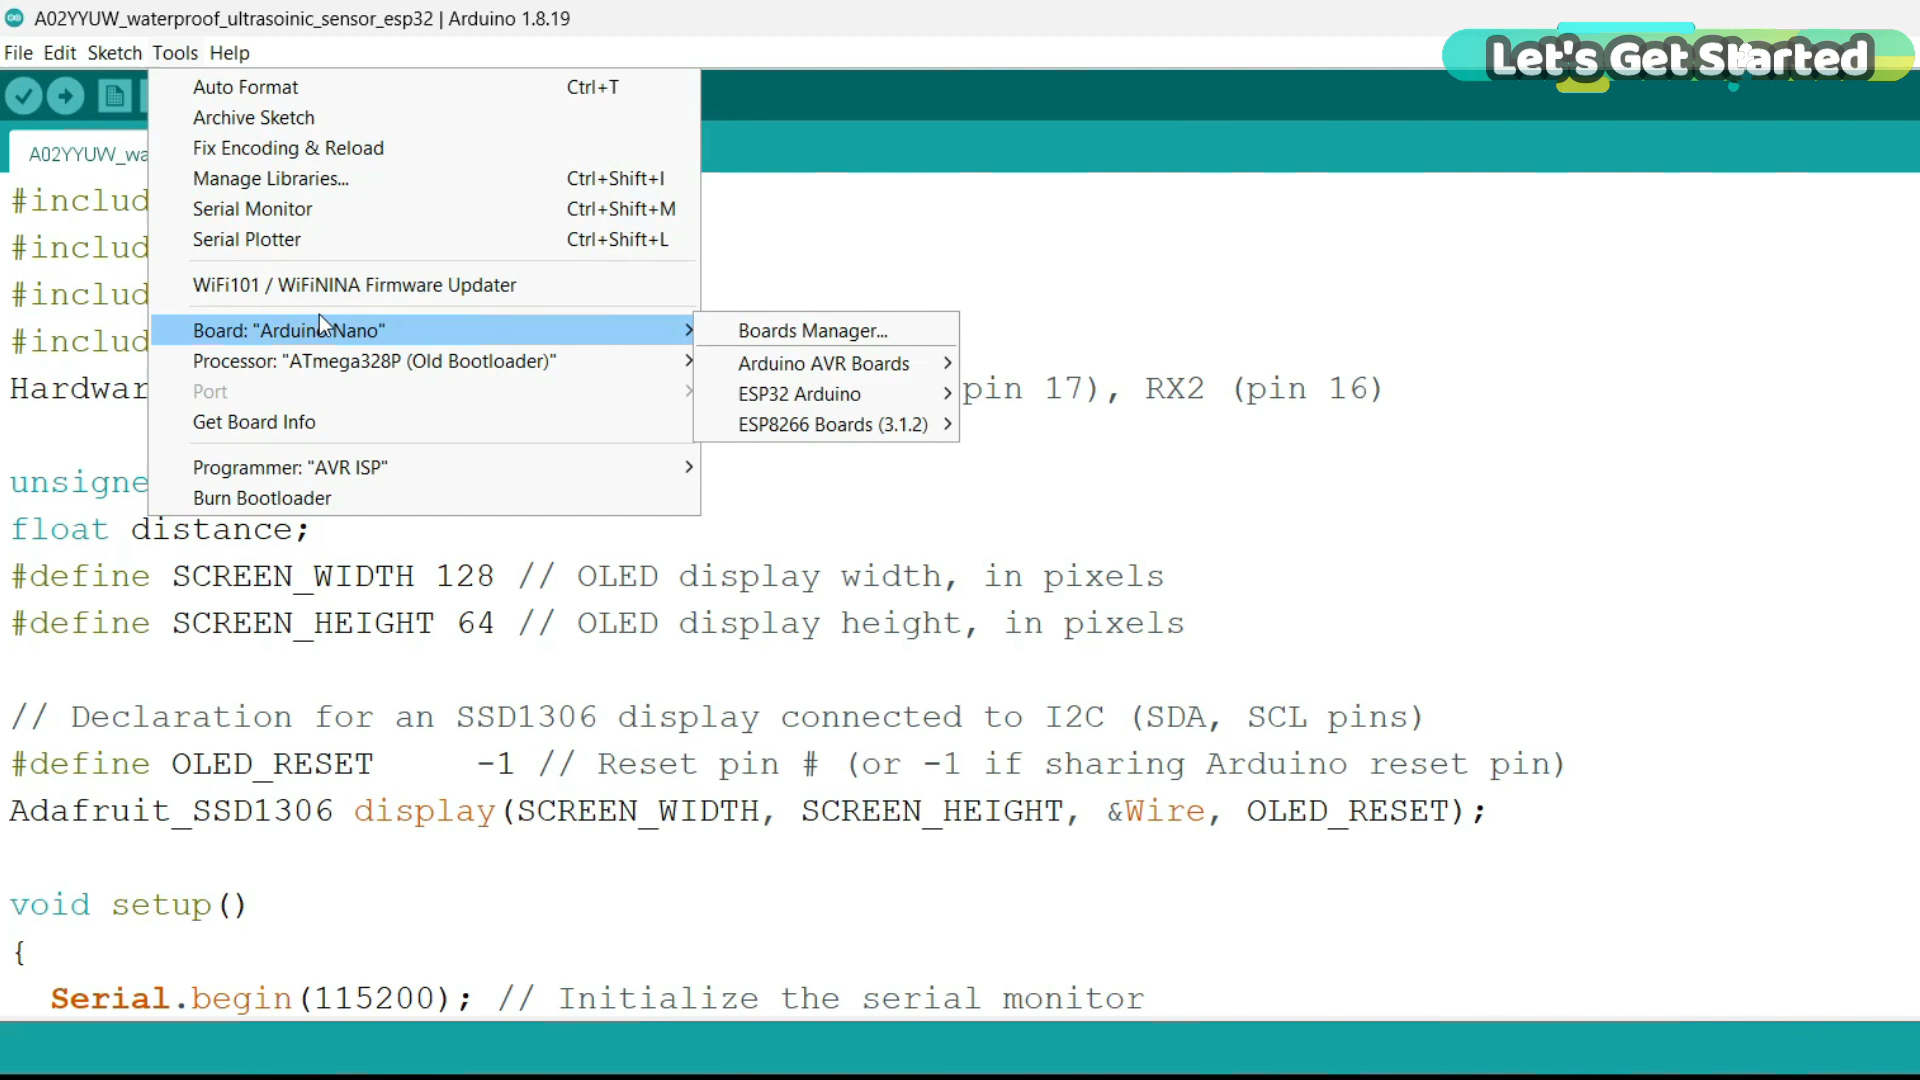 A02YYUW_waterproof_ultrasoinic_sensor_esp32 | Arduino 1.8.19
File Edit Sketch Tools Help
Let's Get Started
Auto Format Ctrl+T
Archive Sketch
Fix Encoding & Reload
Manage Libraries... Ctrl+Shift+I
Serial Monitor Ctrl+Shift+M
Serial Plotter Ctrl+Shift+L
WiFi101 / WiFiNINA Firmware Updater
Board: "Arduino Nano"
Processor: "ATmega328P (Old Bootloader)"
Port
Get Board Info
Programmer: "AVR ISP"
Burn Bootloader
Boards Manager...
Arduino AVR Boards
ESP32 Arduino
ESP8266 Boards (3.1.2)
A02YYUW_wa
#includ
#includ
#includ
#includ
Hardwar pin 17), RX2 (pin 16)
unsigne
float distance;
#define SCREEN_WIDTH 128 // OLED display width, in pixels
#define SCREEN_HEIGHT 64 // OLED display height, in pixels
// Declaration for an SSD1306 display connected to I2C (SDA, SCL pins)
#define OLED_RESET -1 // Reset pin # (or -1 if sharing Arduino reset pin)
Adafruit_SSD1306 display(SCREEN_WIDTH, SCREEN_HEIGHT, &Wire, OLED_RESET);
void setup()
{
Serial.begin(115200); // Initialize the serial monitor